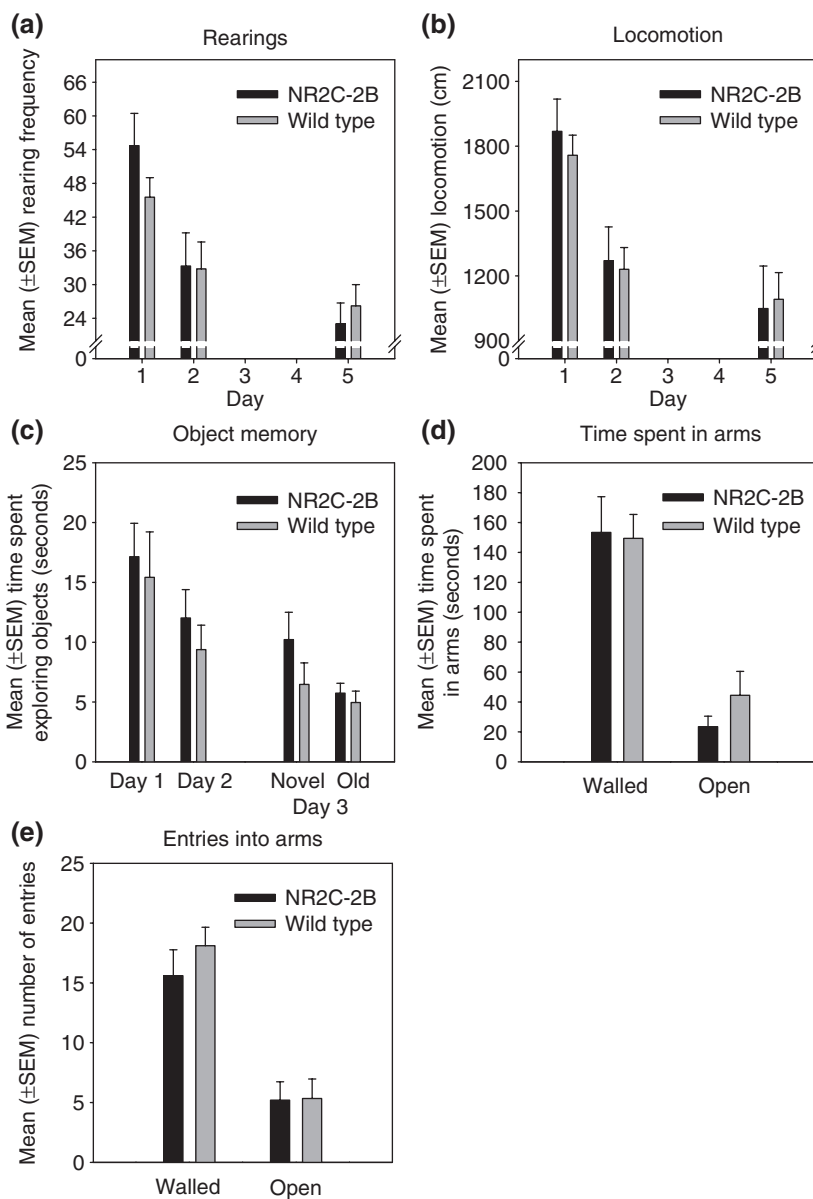 (a)
Rearings
Mean (±SEM) rearing frequency
66
60
54
48
42
36
30
24
0
NR2C-2B
Wild type
1 2 3 4 5
Day
(b)
Locomotion
Mean (±SEM) locomotion (cm)
2100
1800
1500
1200
900
0
NR2C-2B
Wild type
1 2 3 4 5
Day
(c)
Object memory
Mean (±SEM) time spent
exploring objects (seconds)
25
20
15
10
5
0
NR2C-2B
Wild type
Day 1 Day 2 Novel Old
Day 3
(d)
Time spent in arms
Mean (±SEM) time spent
in arms (seconds)
200
180
160
140
120
100
80
60
40
20
0
NR2C-2B
Wild type
Walled Open
(e)
Entries into arms
Mean (±SEM) number of entries
25
20
15
10
5
0
NR2C-2B
Wild type
Walled Open